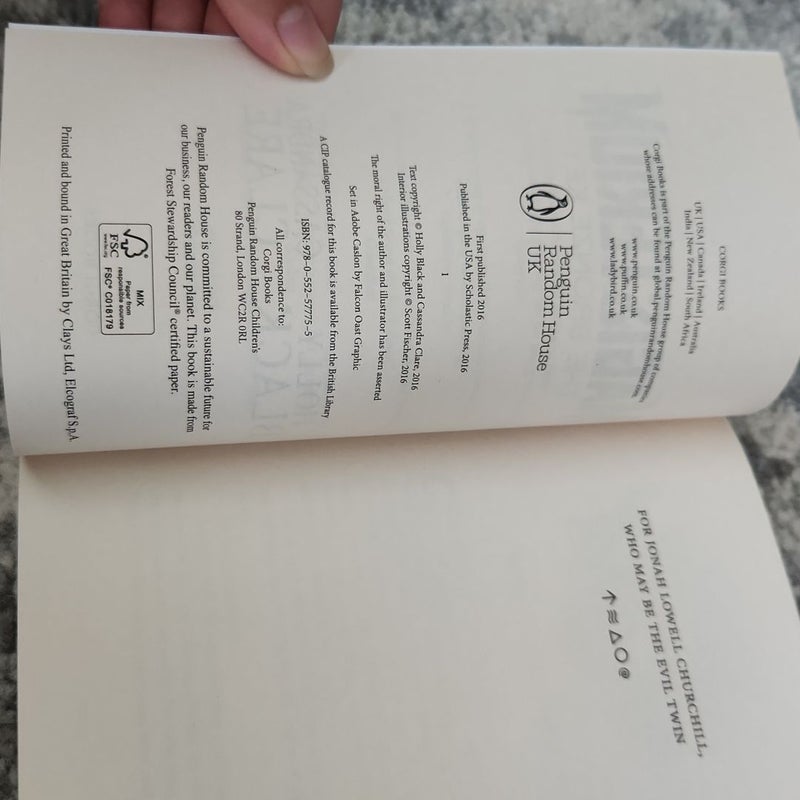 CORGI BOOKS
UK | USA | Canada | Ireland | Australia
India | New Zealand | South Africa
Corgi Books is part of the Penguin Random House group of companies
whose addresses can be found at global.penguinrandomhouse.com.
www.penguin.co.uk
www.puffin.co.uk
www.ladybird.co.uk
Penguin
Random House
UK
First published 2016
Published in the USA by Scholastic Press, 2016
1
Text copyright © Holly Black and Cassandra Clare, 2016
Interior illustrations copyright © Scott Fischer, 2016
The moral right of the author and illustrator has been asserted
Set in Adobe Caslon by Falcon Oast Graphic
A CIP catalogue record for this book is available from the British Library
ISBN: 978–0–552–57775–5
All correspondence to:
Corgi Books
Penguin Random House Children's
80 Strand, London WC2R 0RL
Penguin Random House is committed to a sustainable future for
our business, our readers and our planet. This book is made from
Forest Stewardship Council® certified paper.
MIX
Paper from
responsible sources
FSC® C018179
FSC
www.fsc.org
Printed and bound in Great Britain by Clays Ltd, Elcograf S.p.A.
FOR JONAH LOWELL CHURCHILL,
WHO MAY BE THE EVIL TWIN